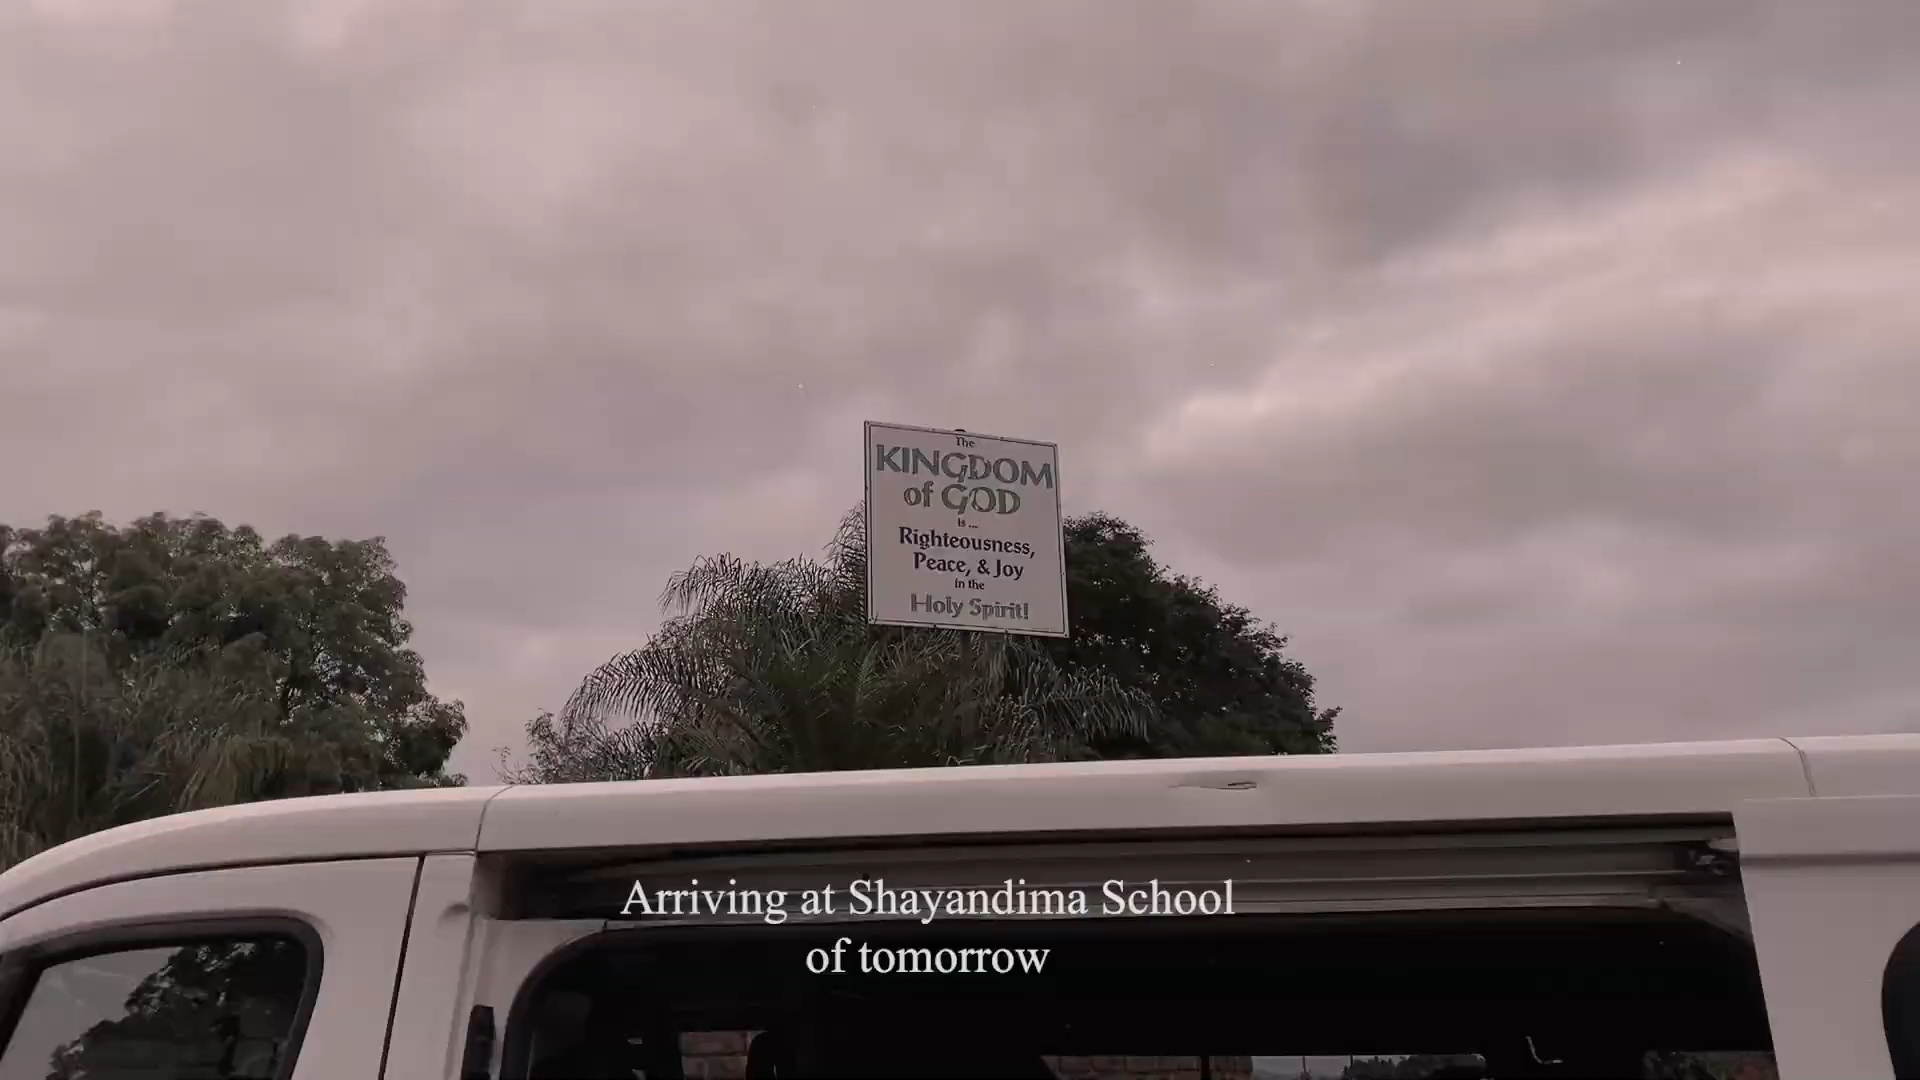 The
KINGDOM
of GOD
is ...
Righteousness,
Peace, & Joy
in the
Holy Spirit!
Arriving at Shayandima School
of tomorrow